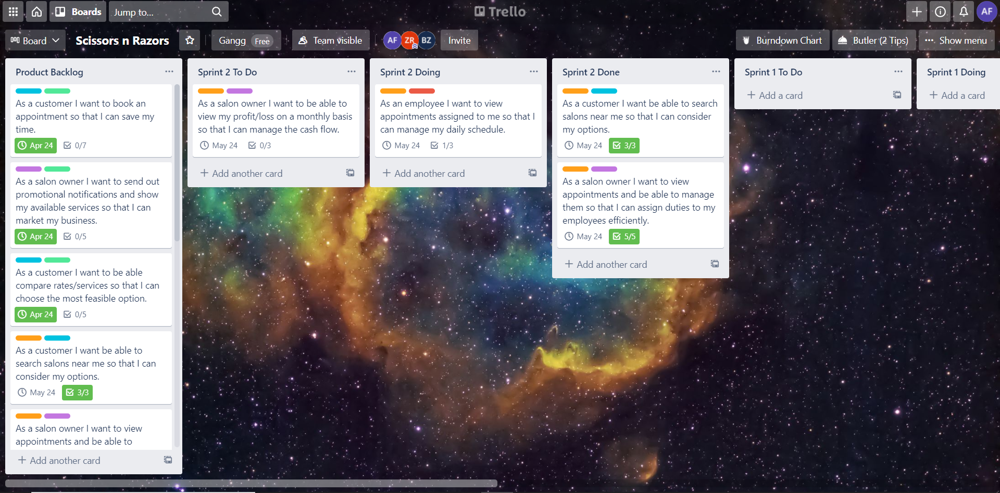 Boards
Jump to...
Trello
AF
Board
Scissors n Razors
Gangg Free
Team visible
AF ZR BZ
Invite
Burndown Chart
Butler (2 Tips)
Show menu
Product Backlog
As a customer I want to book an
appointment so that I can save my
time.
Apr 24 0/7
As a salon owner I want to send out
promotional notifications and show
my available services so that I can
market my business.
Apr 24 0/5
As a customer I want to be able
compare rates/services so that I can
choose the most feasible option.
Apr 24 0/5
As a customer I want be able to
search salons near me so that I can
consider my options.
May 24 3/3
As a salon owner I want to view
appointments and be able to
Add another card
Sprint 2 To Do
As a salon owner I want to be able to
view my profit/loss on a monthly basis
so that I can manage the cash flow.
May 24 0/3
Add another card
Sprint 2 Doing
As an employee I want to view
appointments assigned to me so that I
can manage my daily schedule.
May 24 1/3
Add another card
Sprint 2 Done
As a customer I want be able to search
salons near me so that I can consider
my options.
May 24 3/3
As a salon owner I want to view
appointments and be able to manage
them so that I can assign duties to my
employees efficiently.
May 24 5/5
Add another card
Sprint 1 To Do
Add a card
Sprint 1 Doing
Add a card